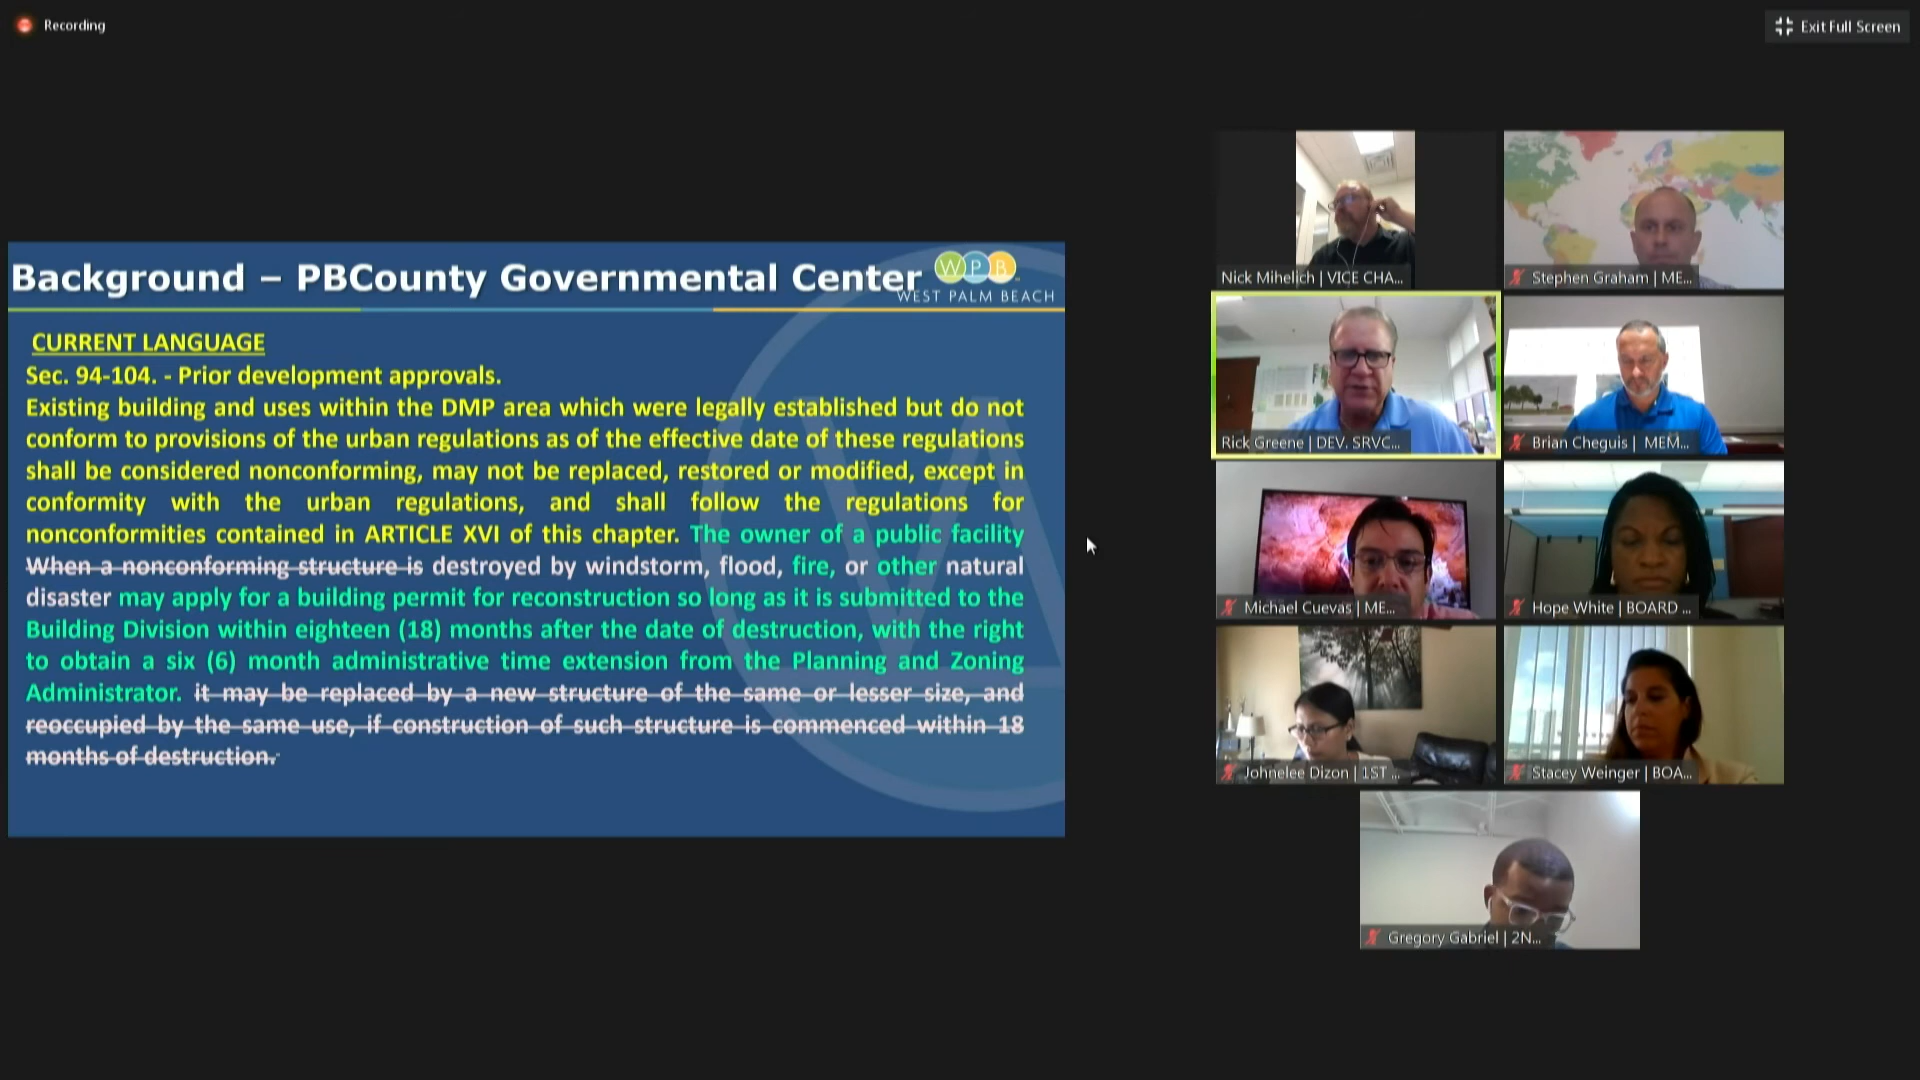 Recording
Exit Full Screen
Background – PBCounty Governmental Center
WPB
WEST PALM BEACH
CURRENT LANGUAGE
Sec. 94-104. - Prior development approvals.
Existing building and uses within the DMP area which were legally established but do not
conform to provisions of the urban regulations as of the effective date of these regulations
shall be considered nonconforming, may not be replaced, restored or modified, except in
conformity with the urban regulations, and shall follow the regulations for
nonconformities contained in ARTICLE XVI of this chapter. The owner of a public facility
When a nonconforming structure is destroyed by windstorm, flood, fire, or other natural
disaster may apply for a building permit for reconstruction so long as it is submitted to the
Building Division within eighteen (18) months after the date of destruction, with the right
to obtain a six (6) month administrative time extension from the Planning and Zoning
Administrator. it may be replaced by a new structure of the same or lesser size, and
reoccupied by the same use, if construction of such structure is commenced within 18
months of destruction.
Nick Mihelich | VICE CHA...
Stephen Graham | ME...
Rick Greene | DEV. SRVC...
Brian Cheguis | MEM...
Michael Cuevas | ME...
Hope White | BOARD ...
Johnelee Dizon | 1ST ...
Stacey Weinger | BOA...
Gregory Gabriel | 2N...